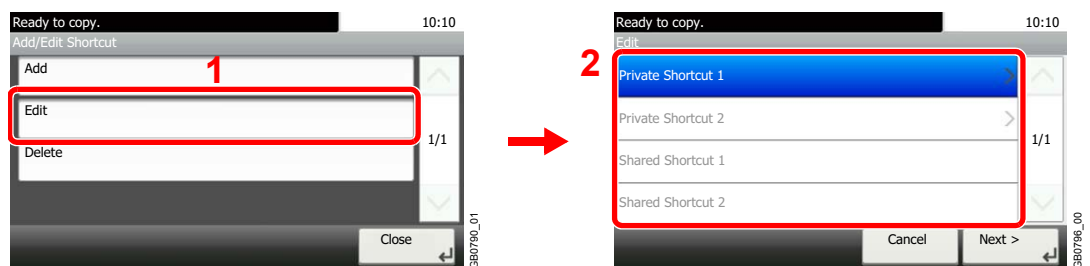 Ready to copy.
10:10
Add/Edit Shortcut
Add
1
Edit
1/1
Delete
Close
GB0790_01
Ready to copy.
10:10
Edit
2
Private Shortcut 1
Private Shortcut 2
1/1
Shared Shortcut 1
Shared Shortcut 2
Cancel
Next >
GB0796_00